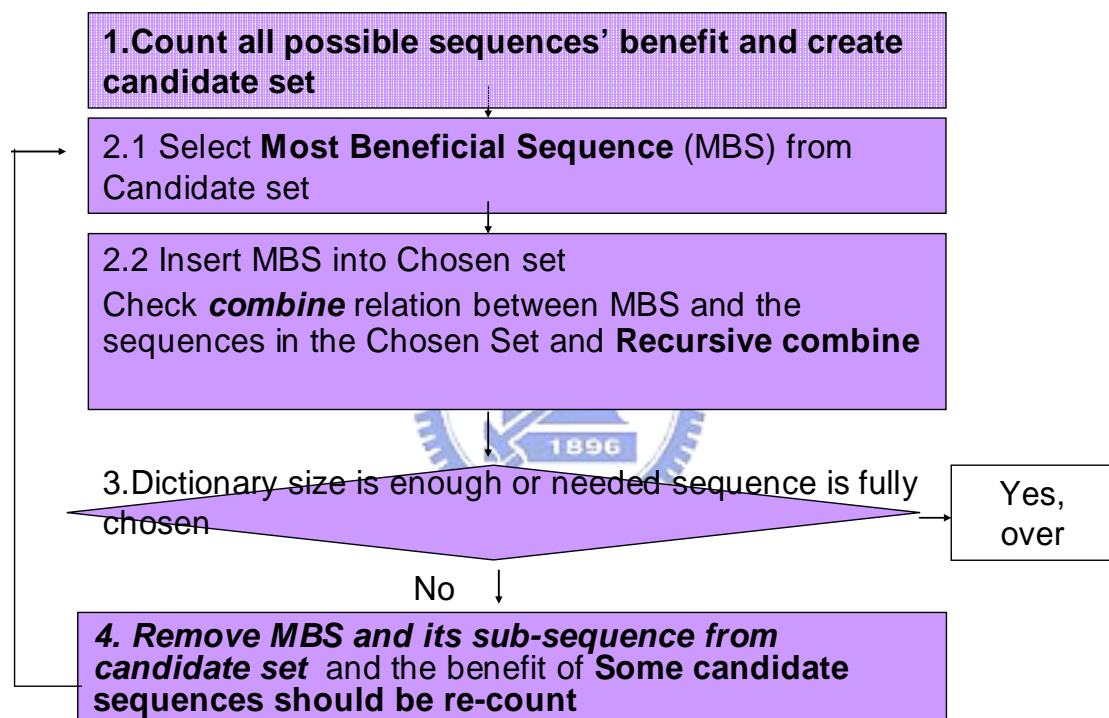 1.Count all possible sequences’ benefit and create
candidate set
2.1 Select Most Beneficial Sequence (MBS) from
Candidate set
2.2 Insert MBS into Chosen set
Check combine relation between MBS and the
sequences in the Chosen Set and Recursive combine
1896
3.Dictionary size is enough or needed sequence is fully
chosen
Yes,
over
No
4. Remove MBS and its sub-sequence from
candidate set and the benefit of Some candidate
sequences should be re-count